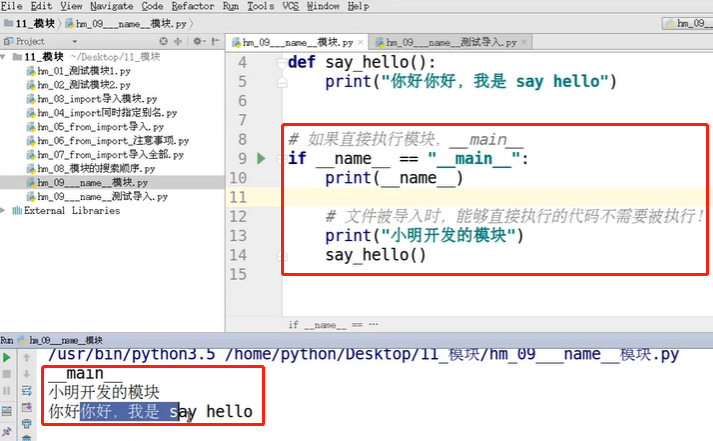 File Edit View Navigate Code Refactor Run Tools VCS Window Help
11_模块 hm_09___name__模块.py
hm_09_
Project
hm_09___name__模块.py hm_09___name__测试导入.py
11_模块 ~/Desktop/11_模块
hm_01_测试模块1.py
hm_02_测试模块2.py
hm_03_import导入模块.py
hm_04_import同时指定别名.py
hm_05_from_import导入.py
hm_06_from_import_注意事项.py
hm_07_from_import导入全部.py
hm_08_模块的搜索顺序.py
hm_09___name__模块.py
hm_09___name__测试导入.py
External Libraries
4 def say_hello():
5 print("你好你好，我是 say hello")
6
7
8 # 如果直接执行模块，__main__
9 if __name__ == "__main__":
10 print(__name__)
11
12 # 文件被导入时，能够直接执行的代码不需要被执行！
13 print("小明开发的模块")
14 say_hello()
15
if __name__ == ···
Run hm_09___name__模块
/usr/bin/python3.5 /home/python/Desktop/11_模块/hm_09___name__模块.py
__main__
小明开发的模块
你好你好，我是 say hello